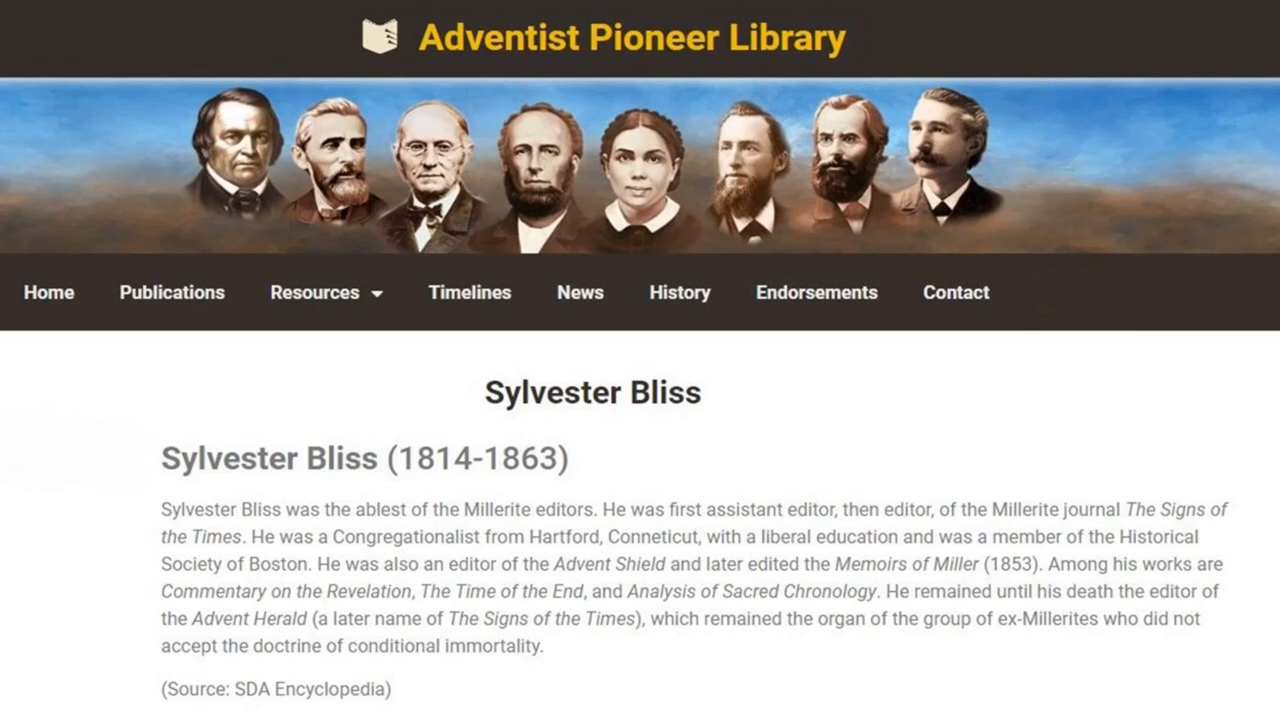 Adventist Pioneer Library
Home Publications Resources Timelines News History Endorsements Contact
Sylvester Bliss
Sylvester Bliss (1814-1863)
Sylvester Bliss was the ablest of the Millerite editors. He was first assistant editor, then editor, of the Millerite journal The Signs of
the Times. He was a Congregationalist from Hartford, Conneticut, with a liberal education and was a member of the Historical
Society of Boston. He was also an editor of the Advent Shield and later edited the Memoirs of Miller (1853). Among his works are
Commentary on the Revelation, The Time of the End, and Analysis of Sacred Chronology. He remained until his death the editor of
the Advent Herald (a later name of The Signs of the Times), which remained the organ of the group of ex-Millerites who did not
accept the doctrine of conditional immortality.
(Source: SDA Encyclopedia)